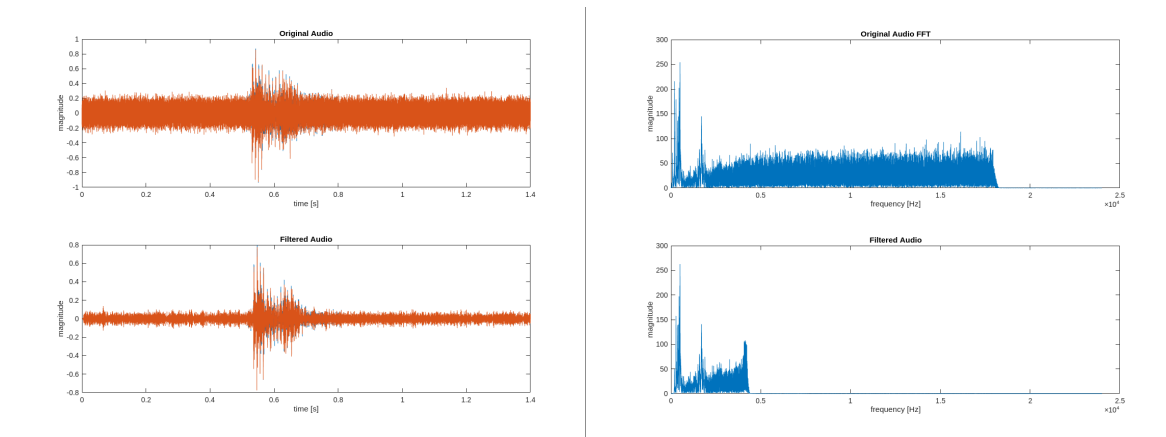 Original Audio
1
0.8
0.6
0.4
0.2
0
-0.2
-0.4
-0.6
-0.8
-1
magnitude
0 0.2 0.4 0.6 0.8 1 1.2 1.4
time [s]
Filtered Audio
0.8
0.6
0.4
0.2
0
-0.2
-0.4
-0.6
-0.8
magnitude
0 0.2 0.4 0.6 0.8 1 1.2 1.4
time [s]
Original Audio FFT
300
250
200
150
100
50
0
magnitude
0 0.5 1 1.5 2 2.5
frequency [Hz]
×10⁴
Filtered Audio
300
250
200
150
100
50
0
magnitude
0 0.5 1 1.5 2 2.5
frequency [Hz]
×10⁴